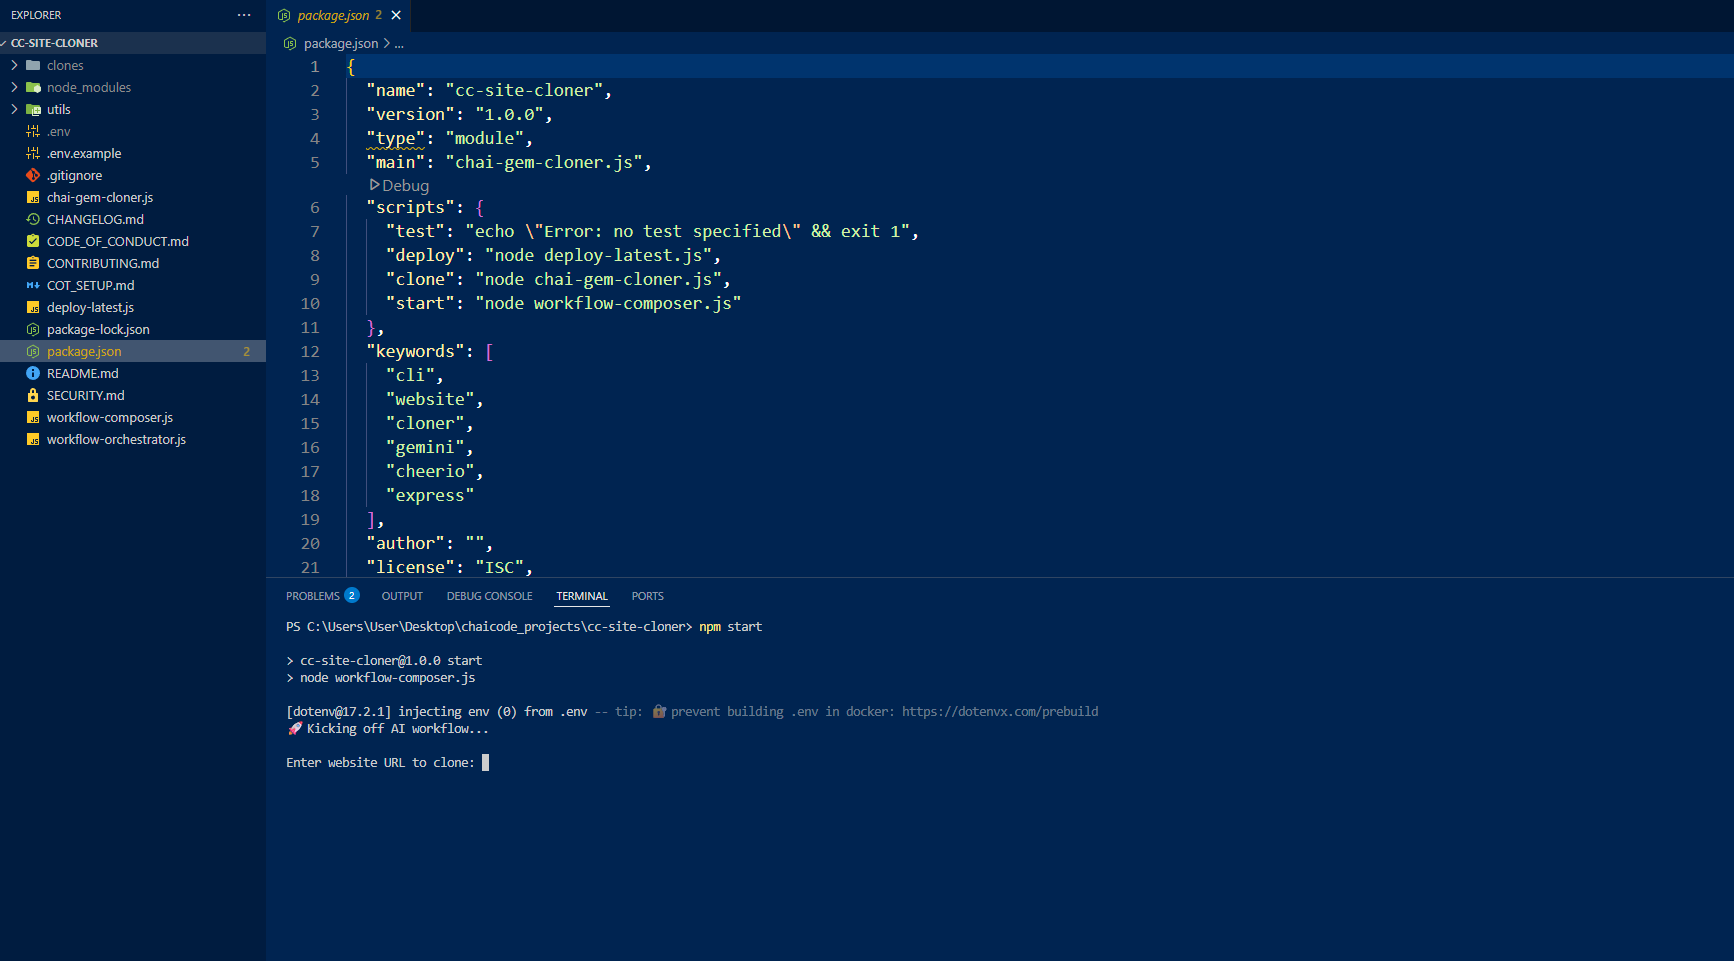 EXPLORER
CC-SITE-CLONER
clones
node_modules
utils
.env
.env.example
.gitignore
chai-gem-cloner.js
CHANGELOG.md
CODE_OF_CONDUCT.md
CONTRIBUTING.md
COT_SETUP.md
deploy-latest.js
package-lock.json
package.json 2
README.md
SECURITY.md
workflow-composer.js
workflow-orchestrator.js
package.json 2
package.json > ...
1 {
2 "name": "cc-site-cloner",
3 "version": "1.0.0",
4 "type": "module",
5 "main": "chai-gem-cloner.js",
Debug
6 "scripts": {
7 "test": "echo \"Error: no test specified\" && exit 1",
8 "deploy": "node deploy-latest.js",
9 "clone": "node chai-gem-cloner.js",
10 "start": "node workflow-composer.js"
11 },
12 "keywords": [
13 "cli",
14 "website",
15 "cloner",
16 "gemini",
17 "cheerio",
18 "express"
19 ],
20 "author": "",
21 "license": "ISC",
PROBLEMS 2 OUTPUT DEBUG CONSOLE TERMINAL PORTS
PS C:\Users\User\Desktop\chaicode_projects\cc-site-cloner> npm start
> cc-site-cloner@1.0.0 start
> node workflow-composer.js
[dotenv@17.2.1] injecting env (0) from .env -- tip: 🔐 prevent building .env in docker: https://dotenvx.com/prebuild
🚀 Kicking off AI workflow...
Enter website URL to clone: